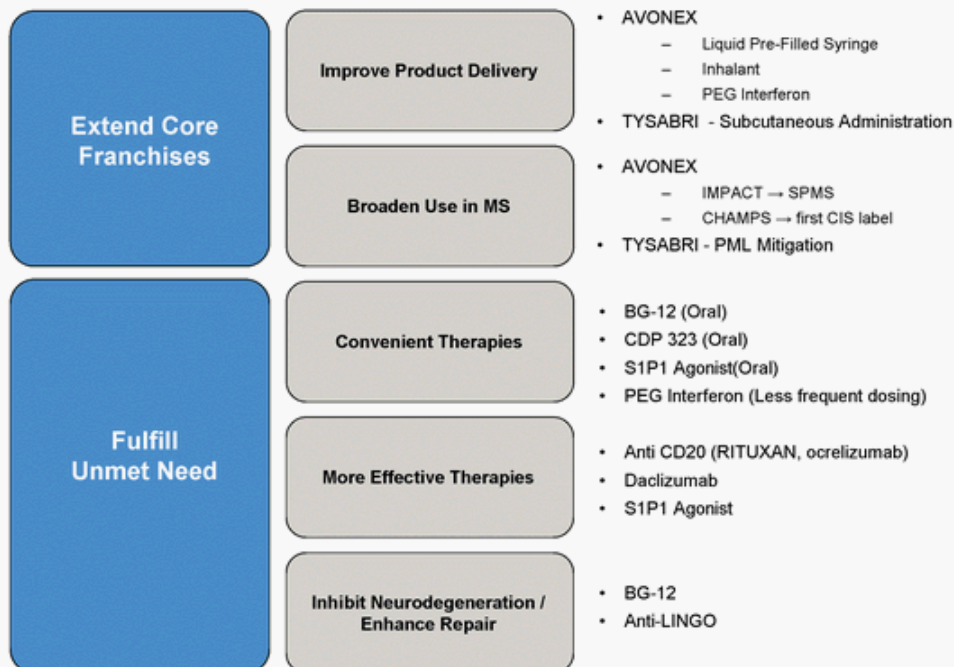 Extend Core
Franchises
Improve Product Delivery
• AVONEX
– Liquid Pre-Filled Syringe
– Inhalant
– PEG Interferon
• TYSABRI - Subcutaneous Administration
Broaden Use in MS
• AVONEX
– IMPACT → SPMS
– CHAMPS → first CIS label
• TYSABRI - PML Mitigation
Fulfill
Unmet Need
Convenient Therapies
• BG-12 (Oral)
• CDP 323 (Oral)
• S1P1 Agonist(Oral)
• PEG Interferon (Less frequent dosing)
More Effective Therapies
• Anti CD20 (RITUXAN, ocrelizumab)
• Daclizumab
• S1P1 Agonist
Inhibit Neurodegeneration /
Enhance Repair
• BG-12
• Anti-LINGO